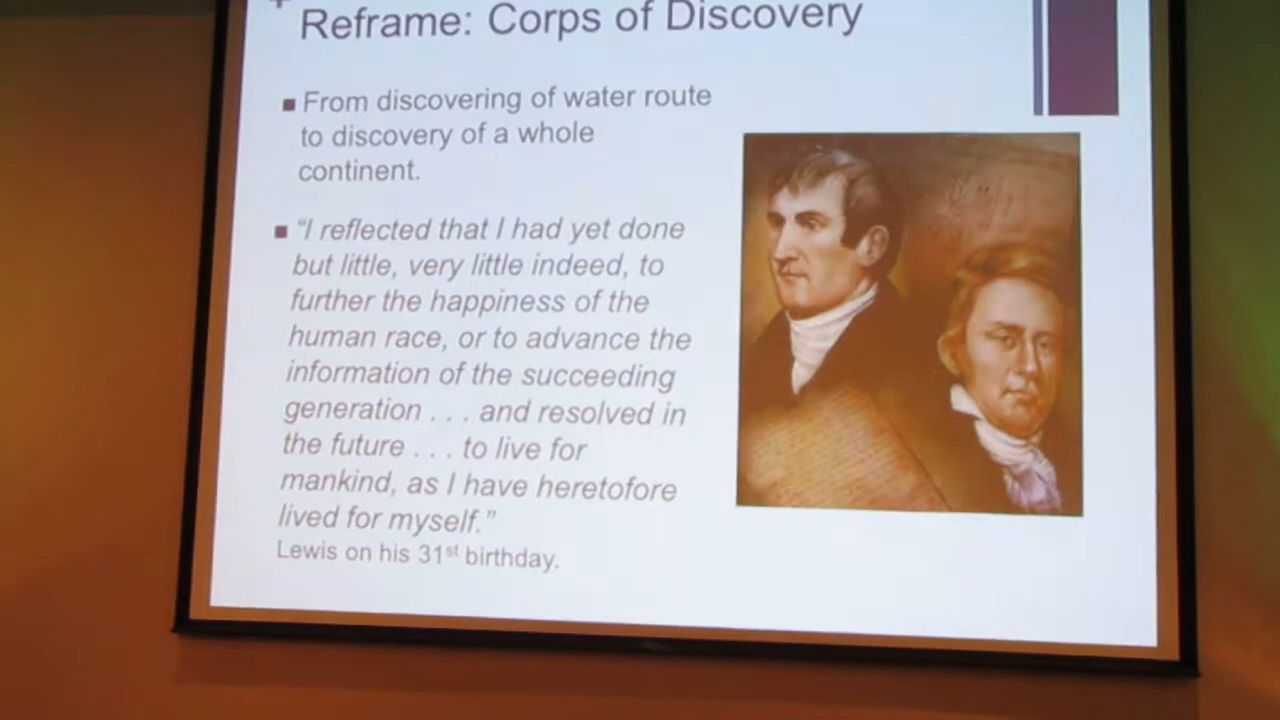 Reframe: Corps of Discovery
■ From discovering of water route
to discovery of a whole
continent.
■ “I reflected that I had yet done
but little, very little indeed, to
further the happiness of the
human race, or to advance the
information of the succeeding
generation . . . and resolved in
the future . . . to live for
mankind, as I have heretofore
lived for myself.”
Lewis on his 31st birthday.